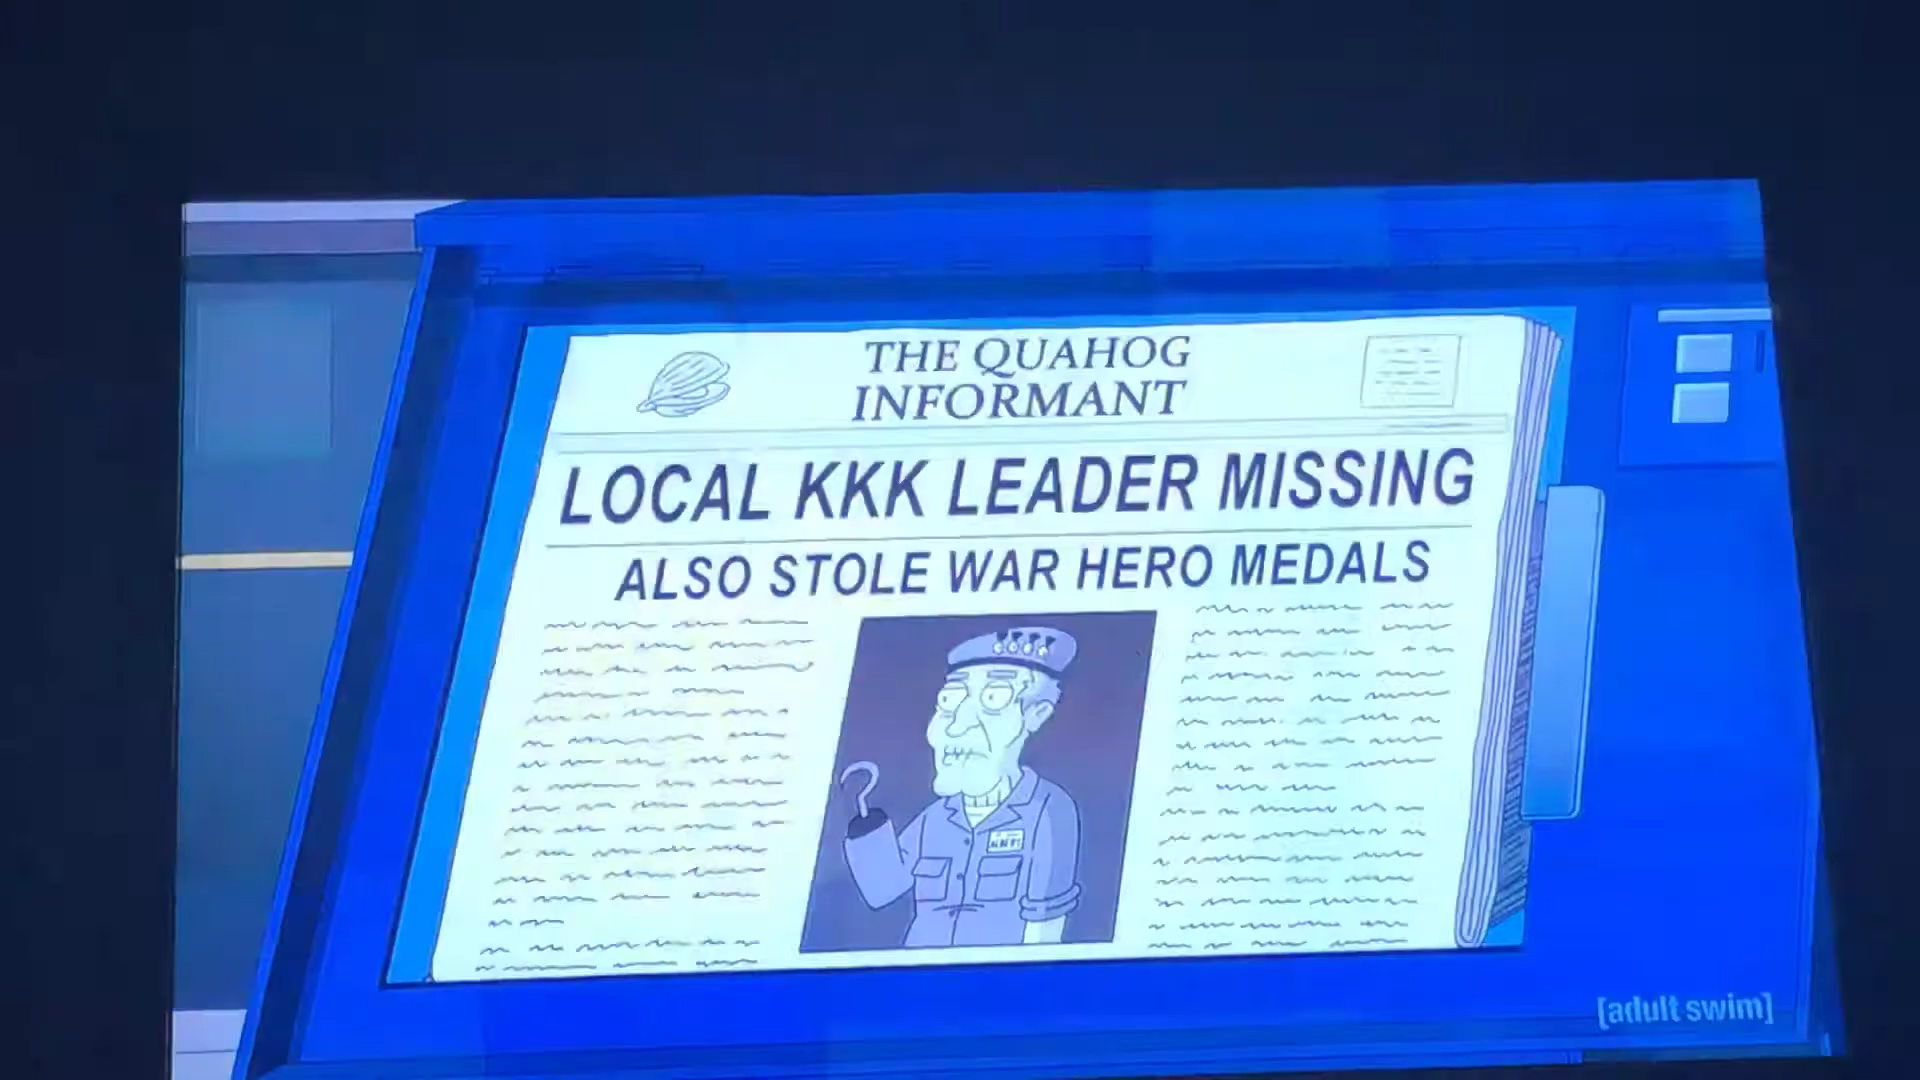 THE QUAHOG
INFORMANT
LOCAL KKK LEADER MISSING
ALSO STOLE WAR HERO MEDALS
[adult swim]